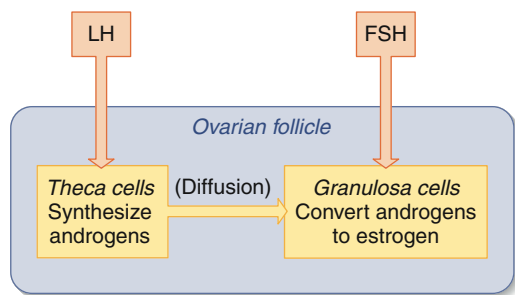 LH
FSH
Ovarian follicle
Theca cells
Synthesize
androgens
(Diffusion)
Granulosa cells
Convert androgens
to estrogen